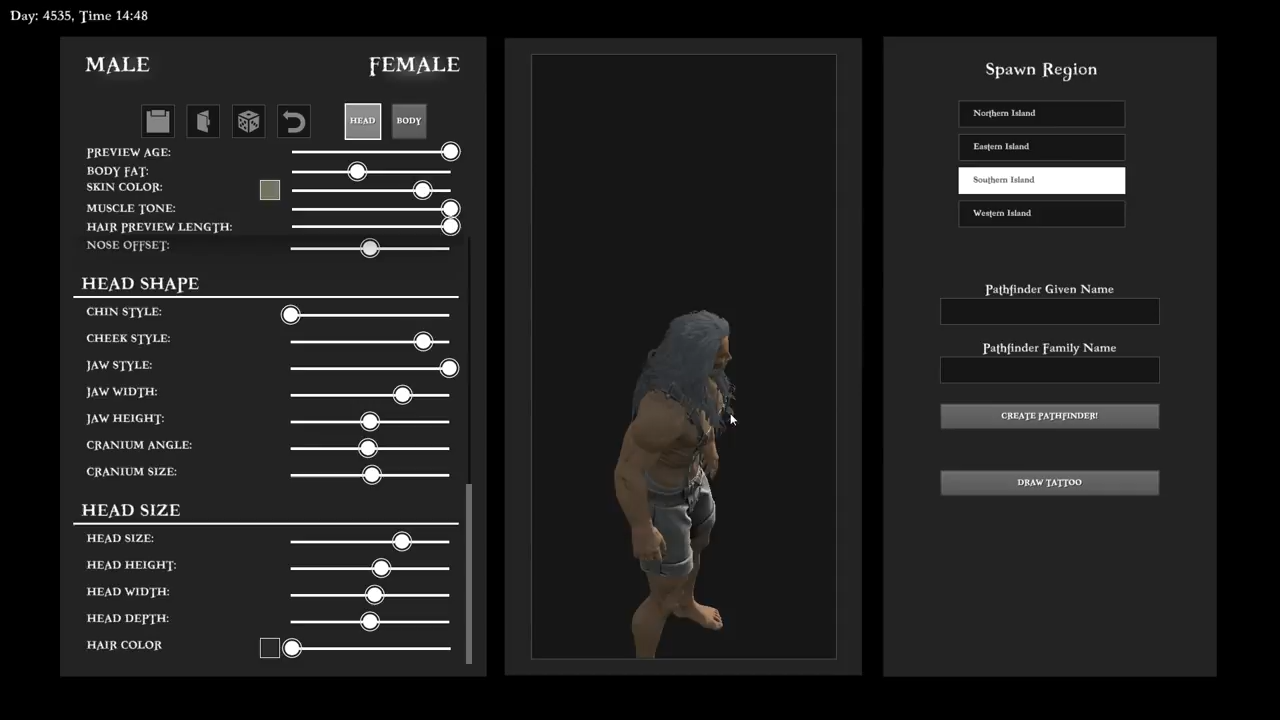 Day: 4535, Time 14:48
MALE
FEMALE
HEAD
BODY
PREVIEW AGE:
BODY FAT:
SKIN COLOR:
MUSCLE TONE:
HAIR PREVIEW LENGTH:
NOSE OFFSET:
HEAD SHAPE
CHIN STYLE:
CHEEK STYLE:
JAW STYLE:
JAW WIDTH:
JAW HEIGHT:
CRANIUM ANGLE:
CRANIUM SIZE:
HEAD SIZE
HEAD SIZE:
HEAD HEIGHT:
HEAD WIDTH:
HEAD DEPTH:
HAIR COLOR
Spawn Region
Northern Island
Eastern Island
Southern Island
Western Island
Pathfinder Given Name
Pathfinder Family Name
CREATE PATHFINDER!
DRAW TATTOO